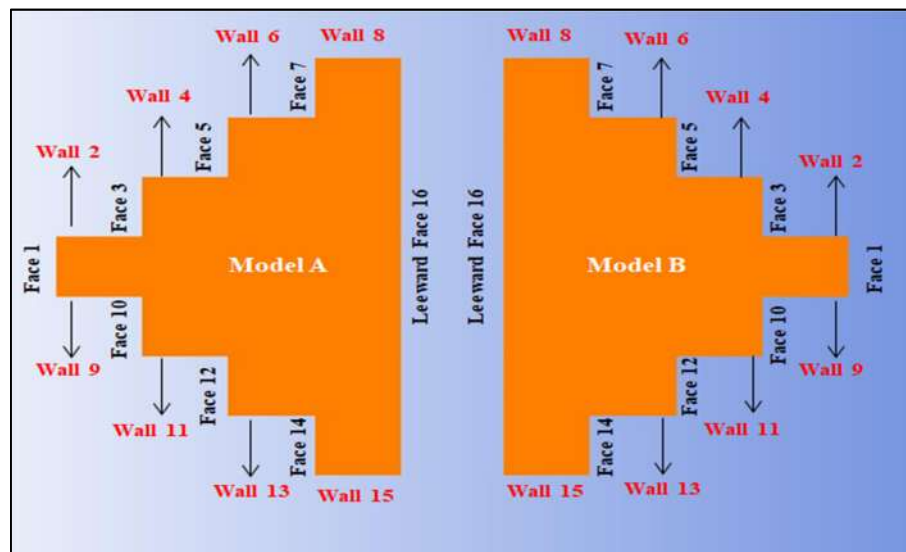 Wall 6
Wall 8
Wall 4
Face 7
Wall 2
Face 5
Face 3
Face 1
Model A
Leeward Face 16
Face 10
Wall 9
Face 12
Wall 11
Face 14
Wall 13
Wall 15
Wall 8
Wall 6
Face 7
Wall 4
Face 5
Wall 2
Face 3
Leeward Face 16
Model B
Face 1
Face 10
Face 12
Wall 9
Face 14
Wall 11
Wall 15
Wall 13